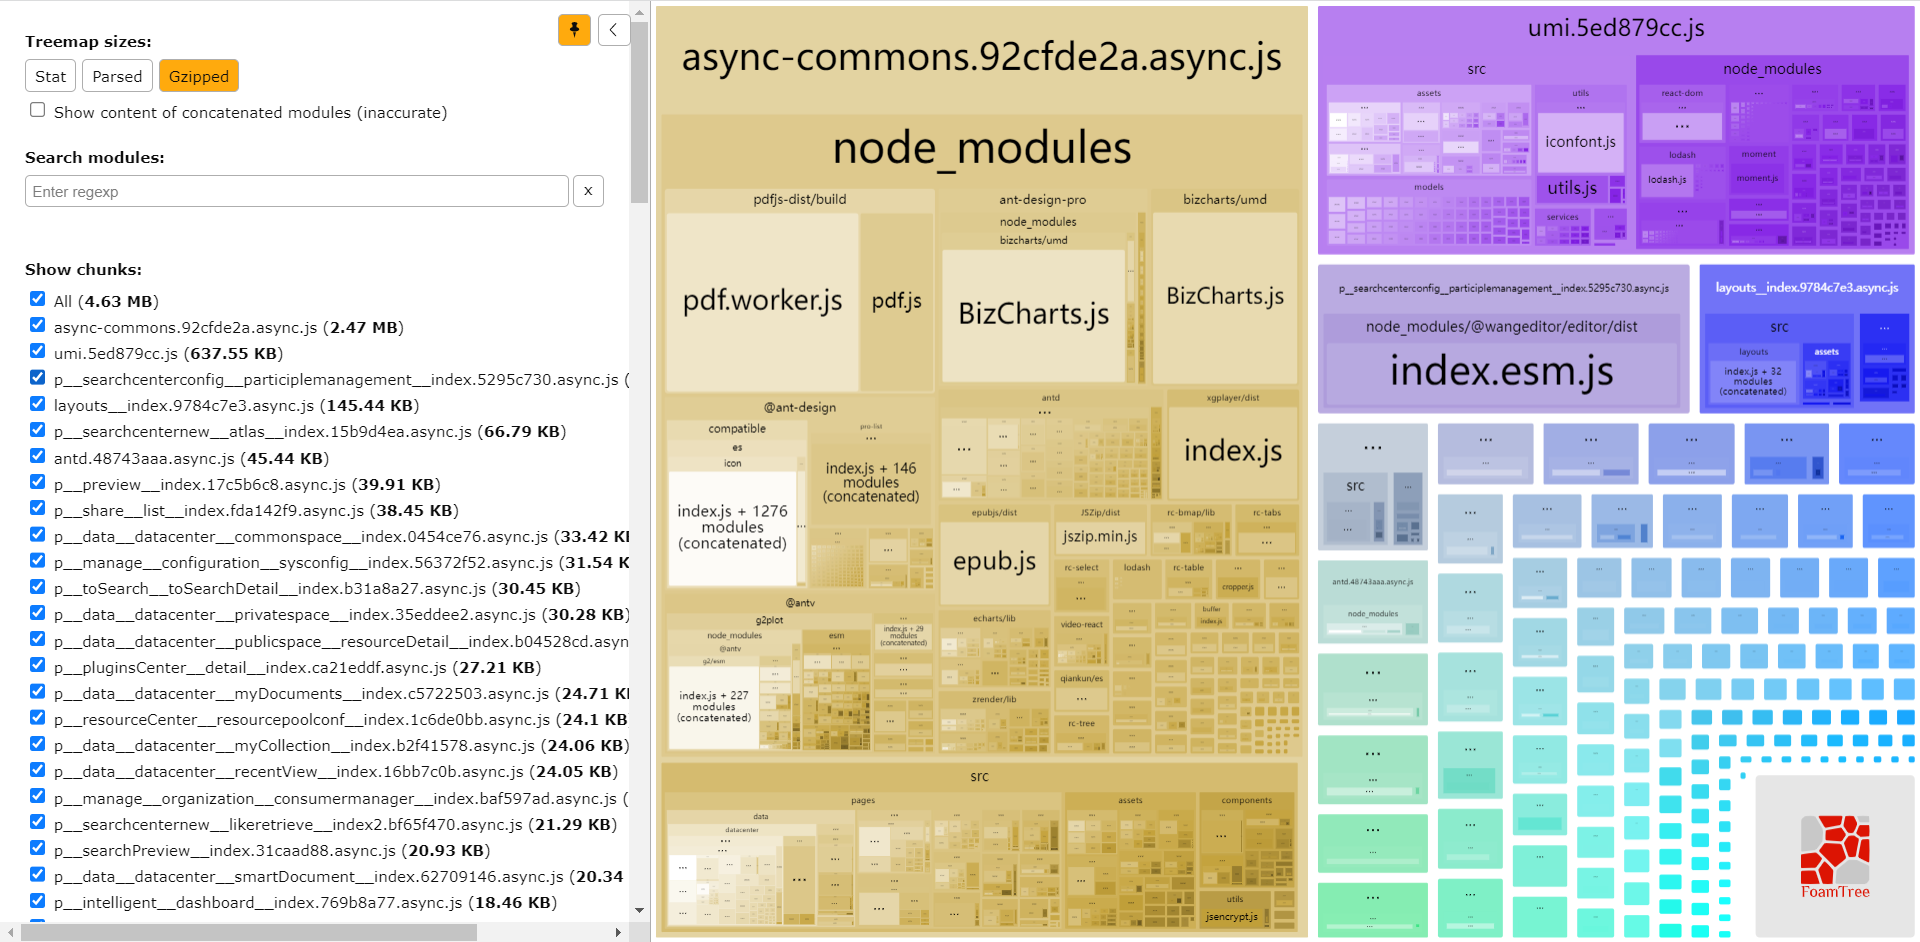 Treemap sizes:
Stat Parsed Gzipped
Show content of concatenated modules (inaccurate)
Search modules:
Enter regexp x
Show chunks:
All (4.63 MB)
async-commons.92cfde2a.async.js (2.47 MB)
umi.5ed879cc.js (637.55 KB)
p__searchcenterconfig__participlemanagement__index.5295c730.async.js (
layouts__index.9784c7e3.async.js (145.44 KB)
p__searchcenternew__atlas__index.15b9d4ea.async.js (66.79 KB)
antd.48743aaa.async.js (45.44 KB)
p__preview__index.17c5b6c8.async.js (39.91 KB)
p__share__list__index.fda142f9.async.js (38.45 KB)
p__data__datacenter__commonspace__index.0454ce76.async.js (33.42 KB
p__manage__configuration__sysconfig__index.56372f52.async.js (31.54 K
p__toSearch__toSearchDetail__index.b31a8a27.async.js (30.45 KB)
p__data__datacenter__privatespace__index.35eddee2.async.js (30.28 KB)
p__data__datacenter__publicspace__resourceDetail__index.b04528cd.asyn
p__pluginsCenter__detail__index.ca21eddf.async.js (27.21 KB)
p__data__datacenter__myDocuments__index.c5722503.async.js (24.71 KB
p__resourceCenter__resourcepoolconf__index.1c6de0bb.async.js (24.1 KB)
p__data__datacenter__myCollection__index.b2f41578.async.js (24.06 KB)
p__data__datacenter__recentView__index.16bb7c0b.async.js (24.05 KB)
p__manage__organization__consumermanager__index.baf597ad.async.js (
p__searchcenternew__likeretrieve__index2.bf65f470.async.js (21.29 KB)
p__searchPreview__index.31caad88.async.js (20.93 KB)
p__data__datacenter__smartDocument__index.62709146.async.js (20.34
p__intelligent__dashboard__index.769b8a77.async.js (18.46 KB)
async-commons.92cfde2a.async.js
node_modules
pdfjs-dist/build
pdf.worker.js
pdf.js
ant-design-pro
node_modules
bizcharts/umd
BizCharts.js
bizcharts/umd
BizCharts.js
@ant-design
compatible
es
icon
index.js + 1276
modules
(concatenated)
pro-list
...
index.js + 146
modules
(concatenated)
antd
...
xgplayer/dist
index.js
epubjs/dist
epub.js
JSZip/dist
jszip.min.js
rc-bmap/lib
rc-tabs
...
rc-select
lodash
rc-table
cropper.js
@antv
g2plot
node_modules
@antv
g2/esm
index.js + 227
modules
(concatenated)
esm
index.js + 29
modules
(concatenated)
echarts/lib
video-react
buffer
index.js
qiankun/es
zrender/lib
rc-tree
src
pages
data
datacenter
assets
components
utils
jsencrypt.js
umi.5ed879cc.js
src
assets
utils
iconfont.js
utils.js
models
services
node_modules
react-dom
...
lodash
lodash.js
moment
moment.js
p__searchcenterconfig__participlemanagement__index.5295c730.async.js
node_modules/@wangeditor/editor/dist
index.esm.js
layouts__index.9784c7e3.async.js
src
layouts
index.js + 32
modules
(concatenated)
assets
...
src
antd.48743aaa.async.js
node_modules
FoamTree